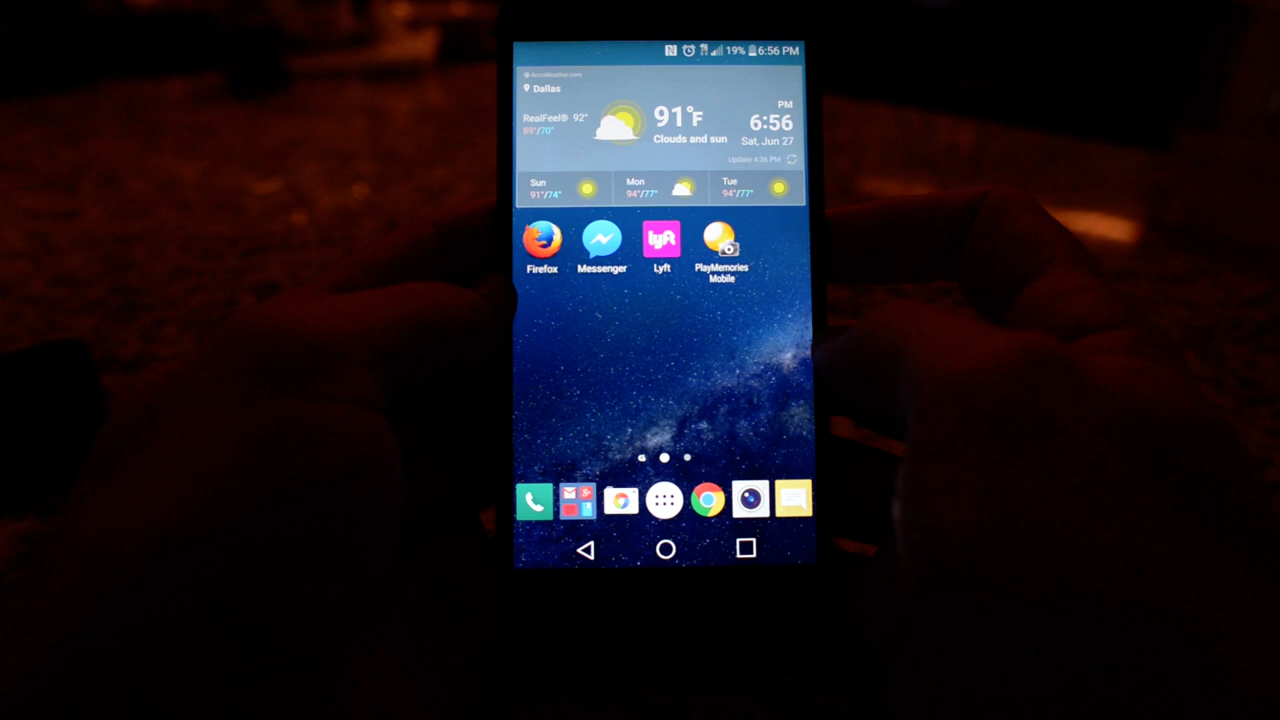 19% 6:56 PM
AccuWeather.com
Dallas
RealFeel® 92°
89°/70°
91°F
Clouds and sun
PM
6:56
Sat, Jun 27
Update 4:36 PM
Sun
91°/74°
Mon
94°/77°
Tue
94°/77°
lyft
Firefox
Messenger
Lyft
PlayMemories
Mobile